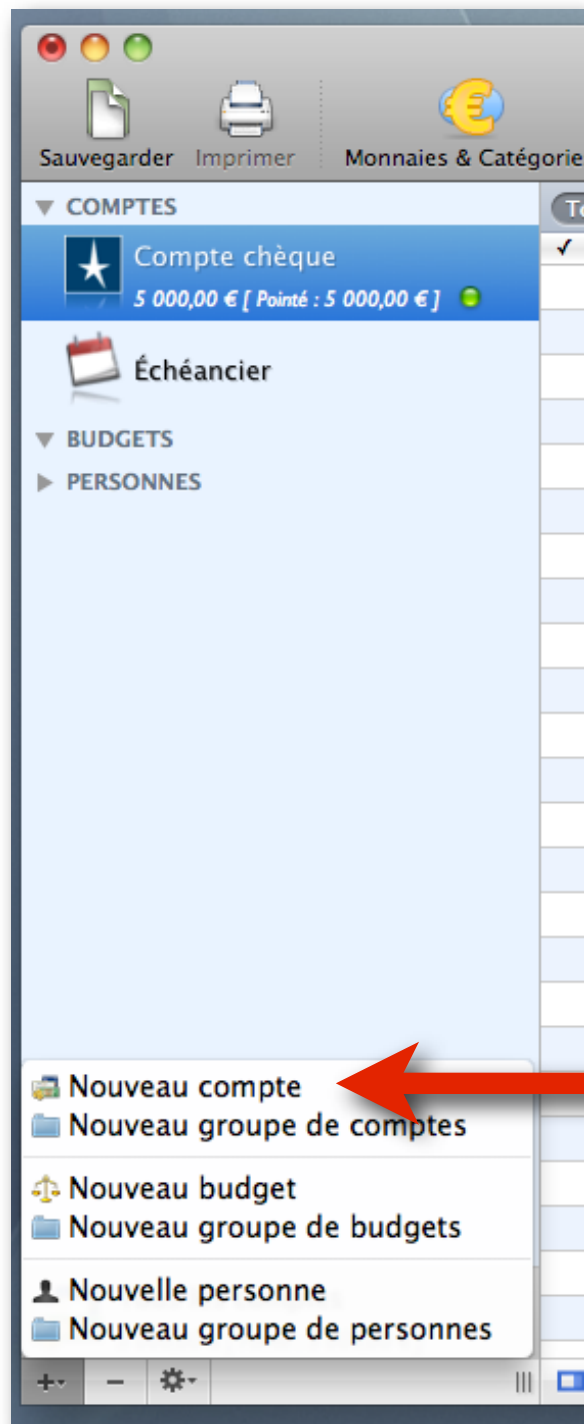 Sauvegarder Imprimer Monnaies & Catégorie
COMPTES
Compte chèque
5 000,00 € [ Pointé : 5 000,00 € ]
Échéancier
BUDGETS
PERSONNES
Nouveau compte
Nouveau groupe de comptes
Nouveau budget
Nouveau groupe de budgets
Nouvelle personne
Nouveau groupe de personnes